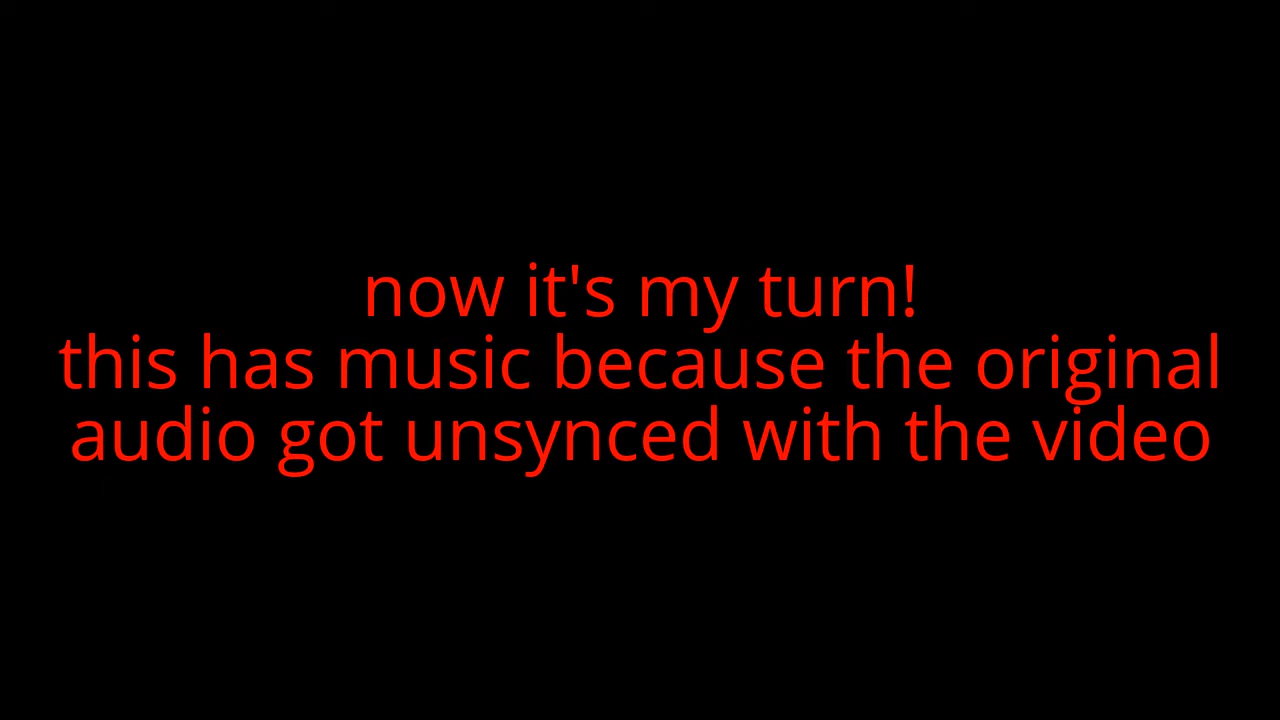 now it's my turn!
this has music because the original
audio got unsynced with the video